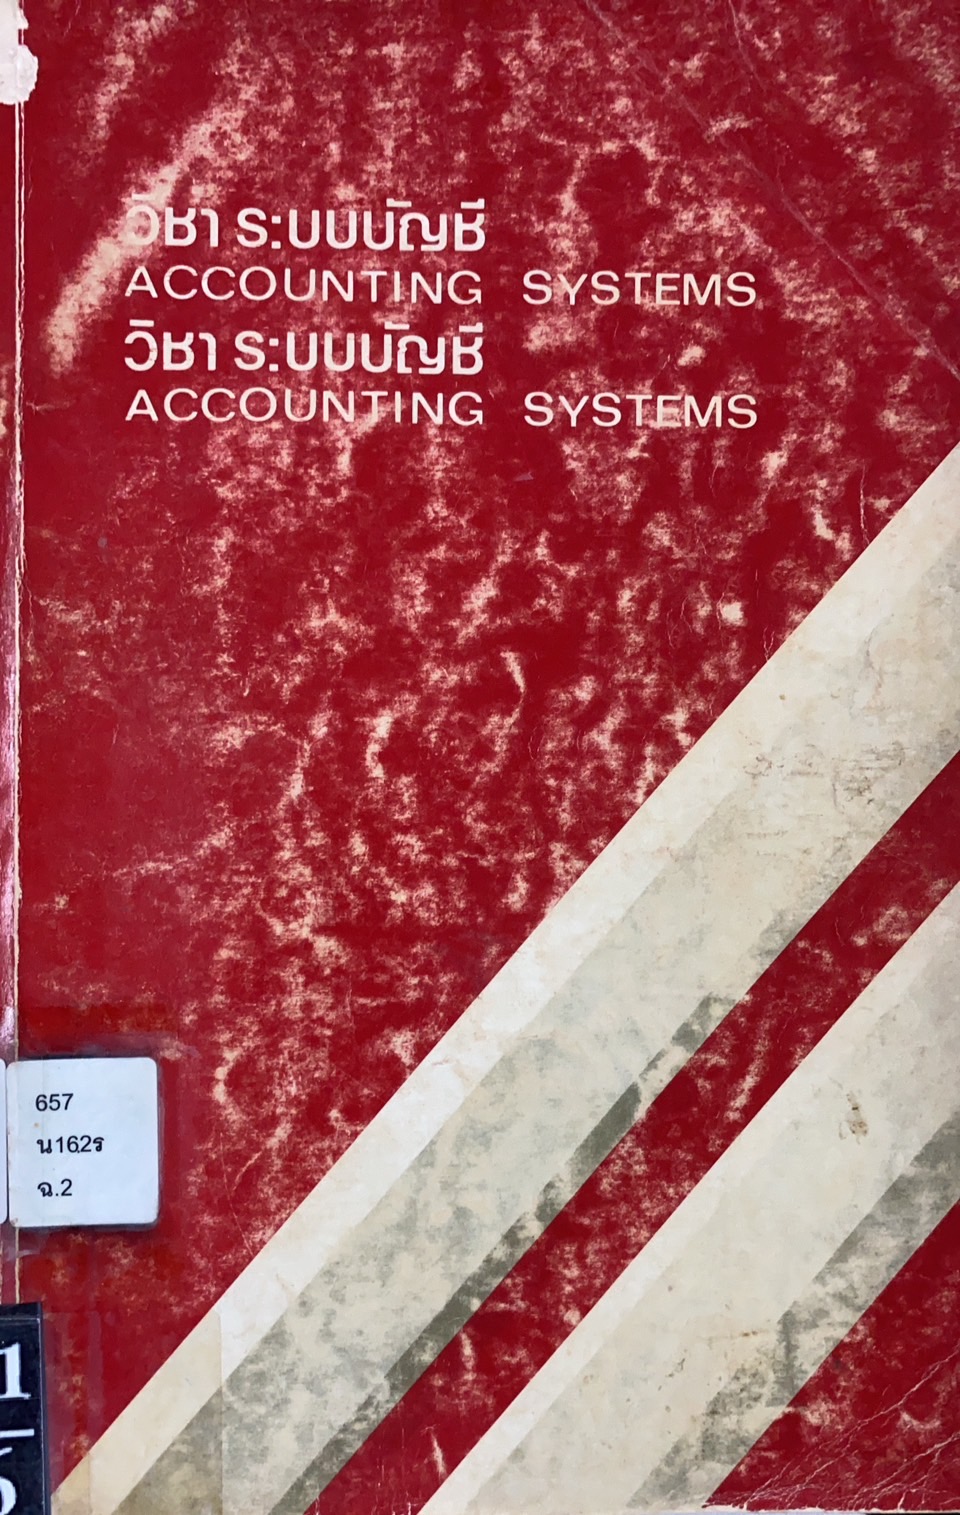 วิชา ระบบบัญชี
ACCOUNTING SYSTEMS
วิชา ระบบบัญชี
ACCOUNTING SYSTEMS
657
น162ร
ฉ.2
1